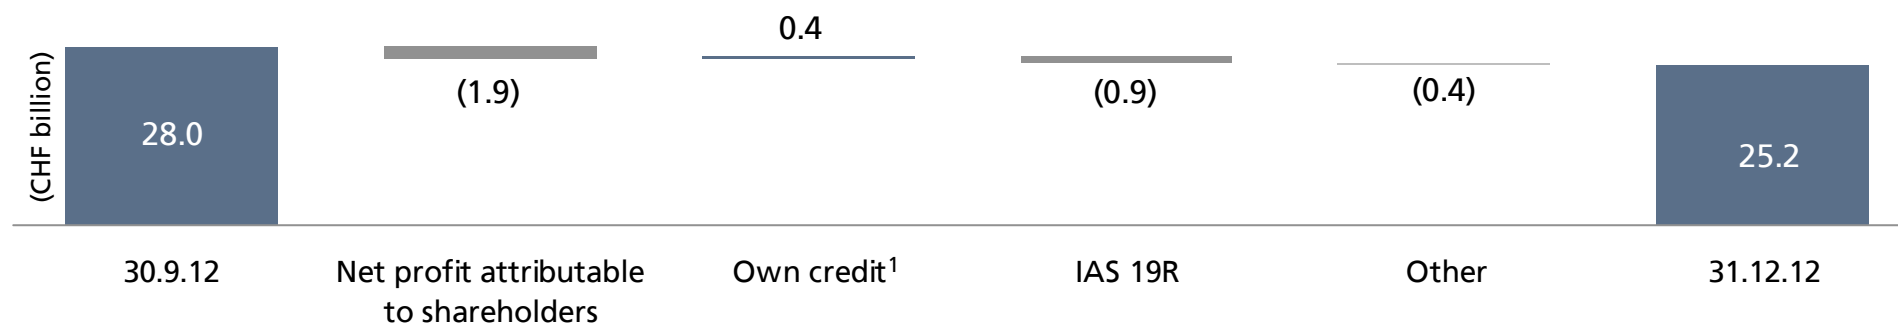 (CHF billion)
28.0
(1.9)
0.4
(0.9)
(0.4)
25.2
30.9.12
Net profit attributable
to shareholders
Own credit1
IAS 19R
Other
31.12.12